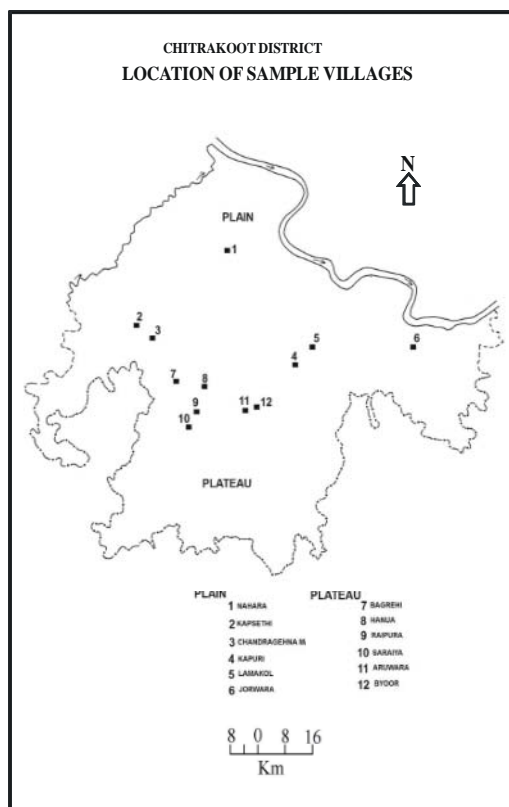 CHITRAKOOT DISTRICT
LOCATION OF SAMPLE VILLAGES
N
PLAIN
1
2
3
5
6
4
7
8
9
11
12
10
PLATEAU
PLAIN
1 NAHARA
2 KAPSETHI
3 CHANDRAGEHNA M
4 KAPURI
5 LAMAKOL
6 JORWARA
PLATEAU
7 BAGREHI
8 HANUA
9 RAIPURA
10 SARAIYA
11 ARUWARA
12 BYOOR
8 0 8 16
Km